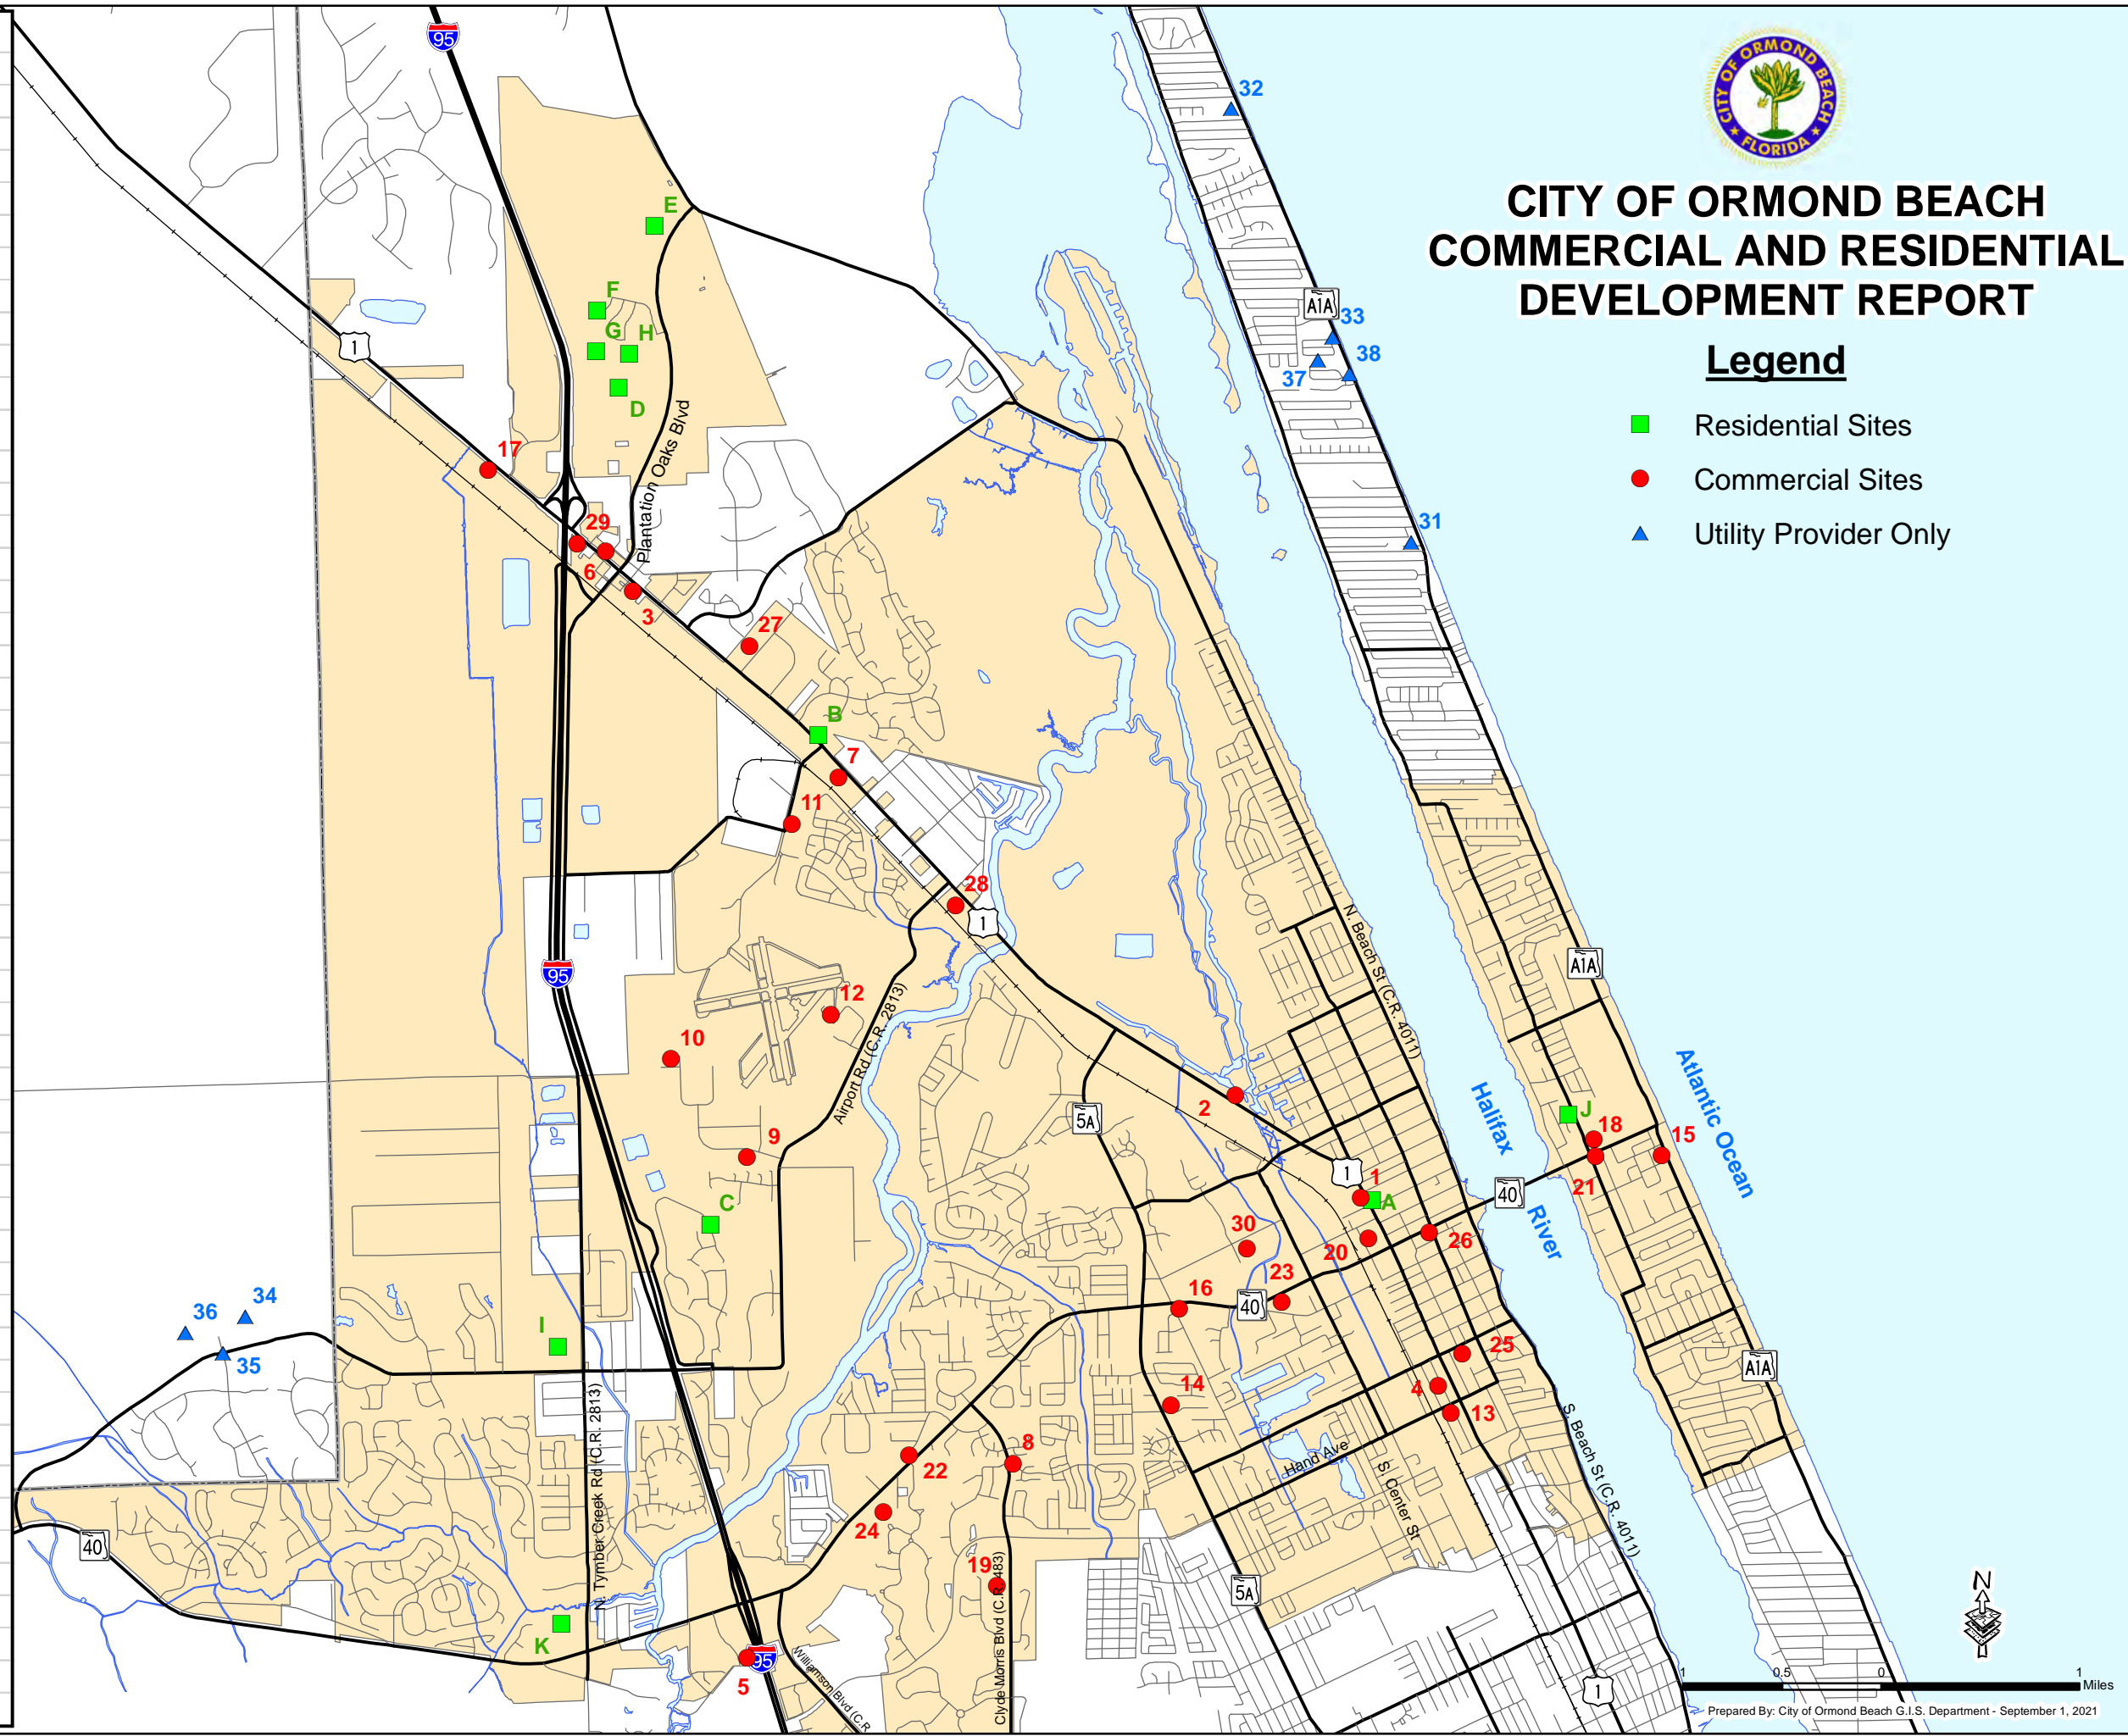 CITY OF ORMOND BEACH
FLORIDA
CITY OF ORMOND BEACH
COMMERCIAL AND RESIDENTIAL
DEVELOPMENT REPORT
Legend
Residential Sites
Commercial Sites
Utility Provider Only
95
32
E
F
G
H
D
A1A
33
38
37
1
17
Plantation Oaks Blvd
29
6
3
31
27
B
7
11
28
1
95
N. Beach St (C.R. 4011)
A1A
12
10
Airport Rd (C.R. 2813)
2
5A
Halifax
River
Atlantic Ocean
J
18
15
21
9
1
1
A
40
C
30
20
26
23
16
40
34
36
35
I
25
4
13
14
A1A
N. Tymber Creek Rd (C.R. 2813)
Hand Ave
S. Center St
S. Beach St (C.R. 4011)
8
22
24
19
40
Clyde Morris Blvd (C.R. 483)
5A
K
95
5
Williamson Blvd (C.R
1
N
1
0.5
0
1
Miles
Prepared By: City of Ormond Beach G.I.S. Department - September 1, 2021